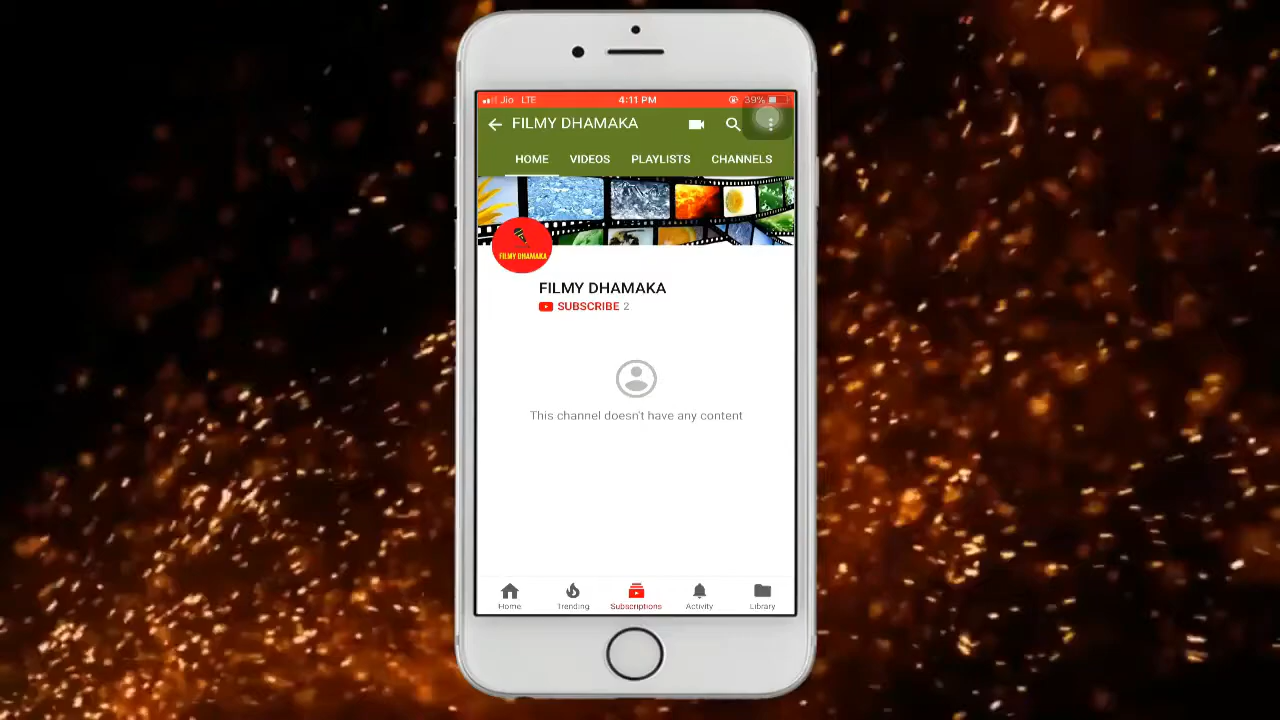 Jio LTE 4:11 PM 39%
FILMY DHAMAKA
HOME VIDEOS PLAYLISTS CHANNELS
FILMY DHAMAKA
FILMY DHAMAKA
SUBSCRIBE 2
This channel doesn't have any content
Home Trending Subscriptions Activity Library